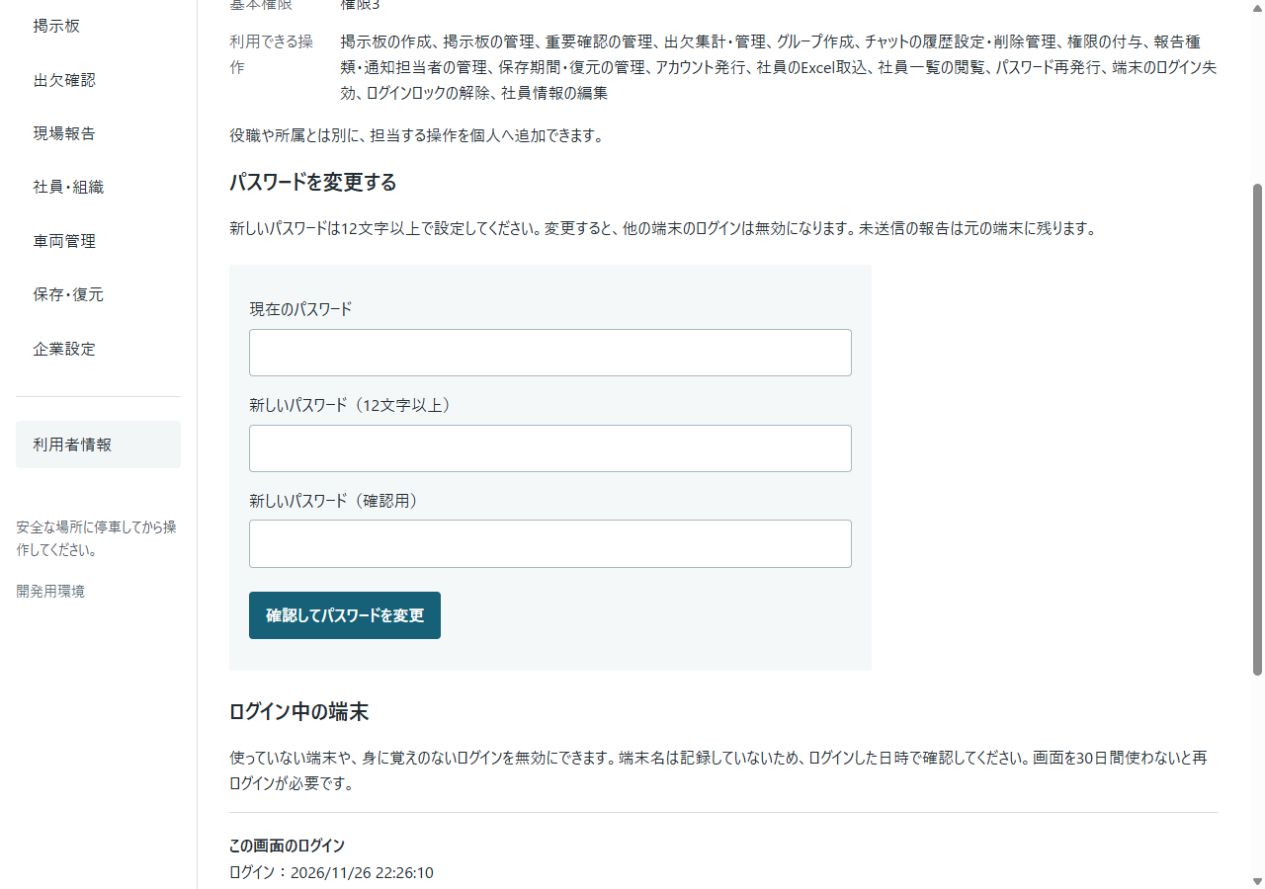 掲示板
出欠確認
現場報告
社員・組織
車両管理
保存・復元
企業設定
利用者情報
安全な場所に停車してから操
作してください。
開発用環境
基本権限
権限3
利用できる操
作
掲示板の作成、掲示板の管理、重要確認の管理、出欠集計・管理、グループ作成、チャットの履歴設定・削除管理、権限の付与、報告種
類・通知担当者の管理、保存期間・復元の管理、アカウント発行、社員のExcel取込、社員一覧の閲覧、パスワード再発行、端末のログイン失
効、ログインロックの解除、社員情報の編集
役職や所属とは別に、担当する操作を個人へ追加できます。
パスワードを変更する
新しいパスワードは12文字以上で設定してください。変更すると、他の端末のログインは無効になります。未送信の報告は元の端末に残ります。
現在のパスワード
新しいパスワード（12文字以上）
新しいパスワード（確認用）
確認してパスワードを変更
ログイン中の端末
使っていない端末や、身に覚えのないログインを無効にできます。端末名は記録していないため、ログインした日時で確認してください。画面を30日間使わないと再
ログインが必要です。
この画面のログイン
ログイン：2026/11/26 22:26:10